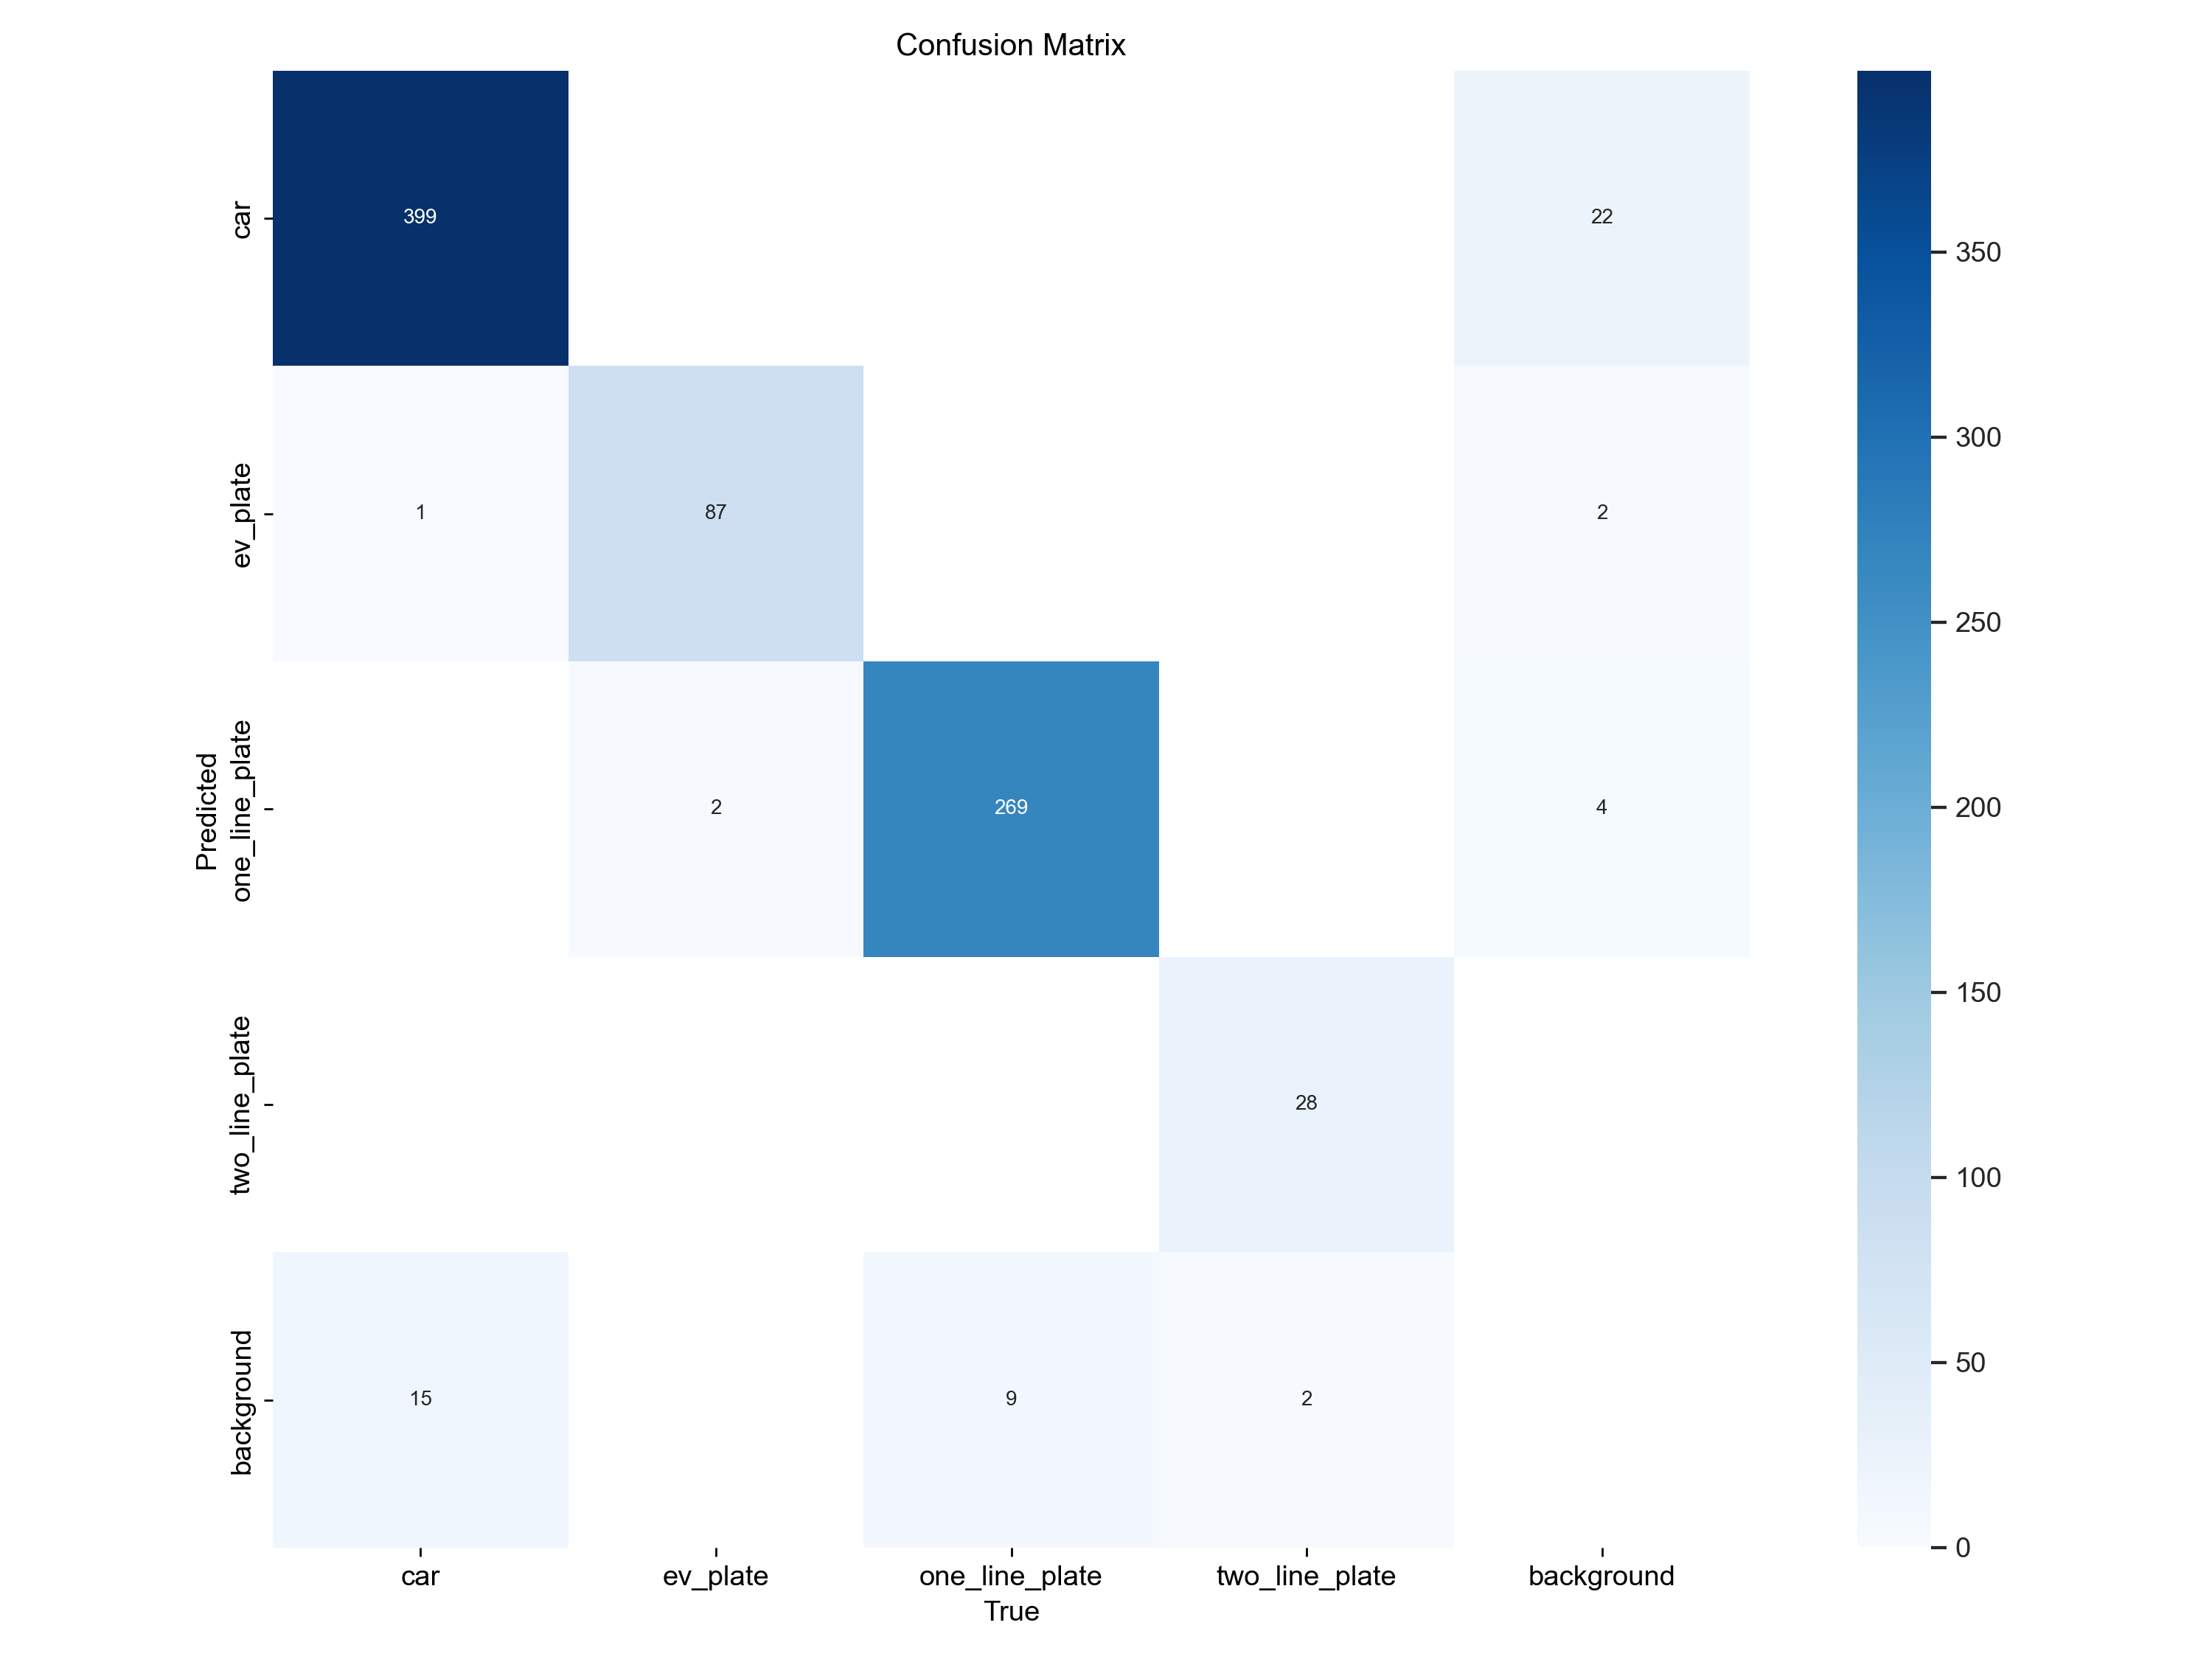 Confusion Matrix
car
399
22
350
300
ev_plate
1
87
2
250
Predicted
one_line_plate
2
269
4
200
150
two_line_plate
28
100
50
background
15
9
2
0
car
ev_plate
one_line_plate
two_line_plate
background
True